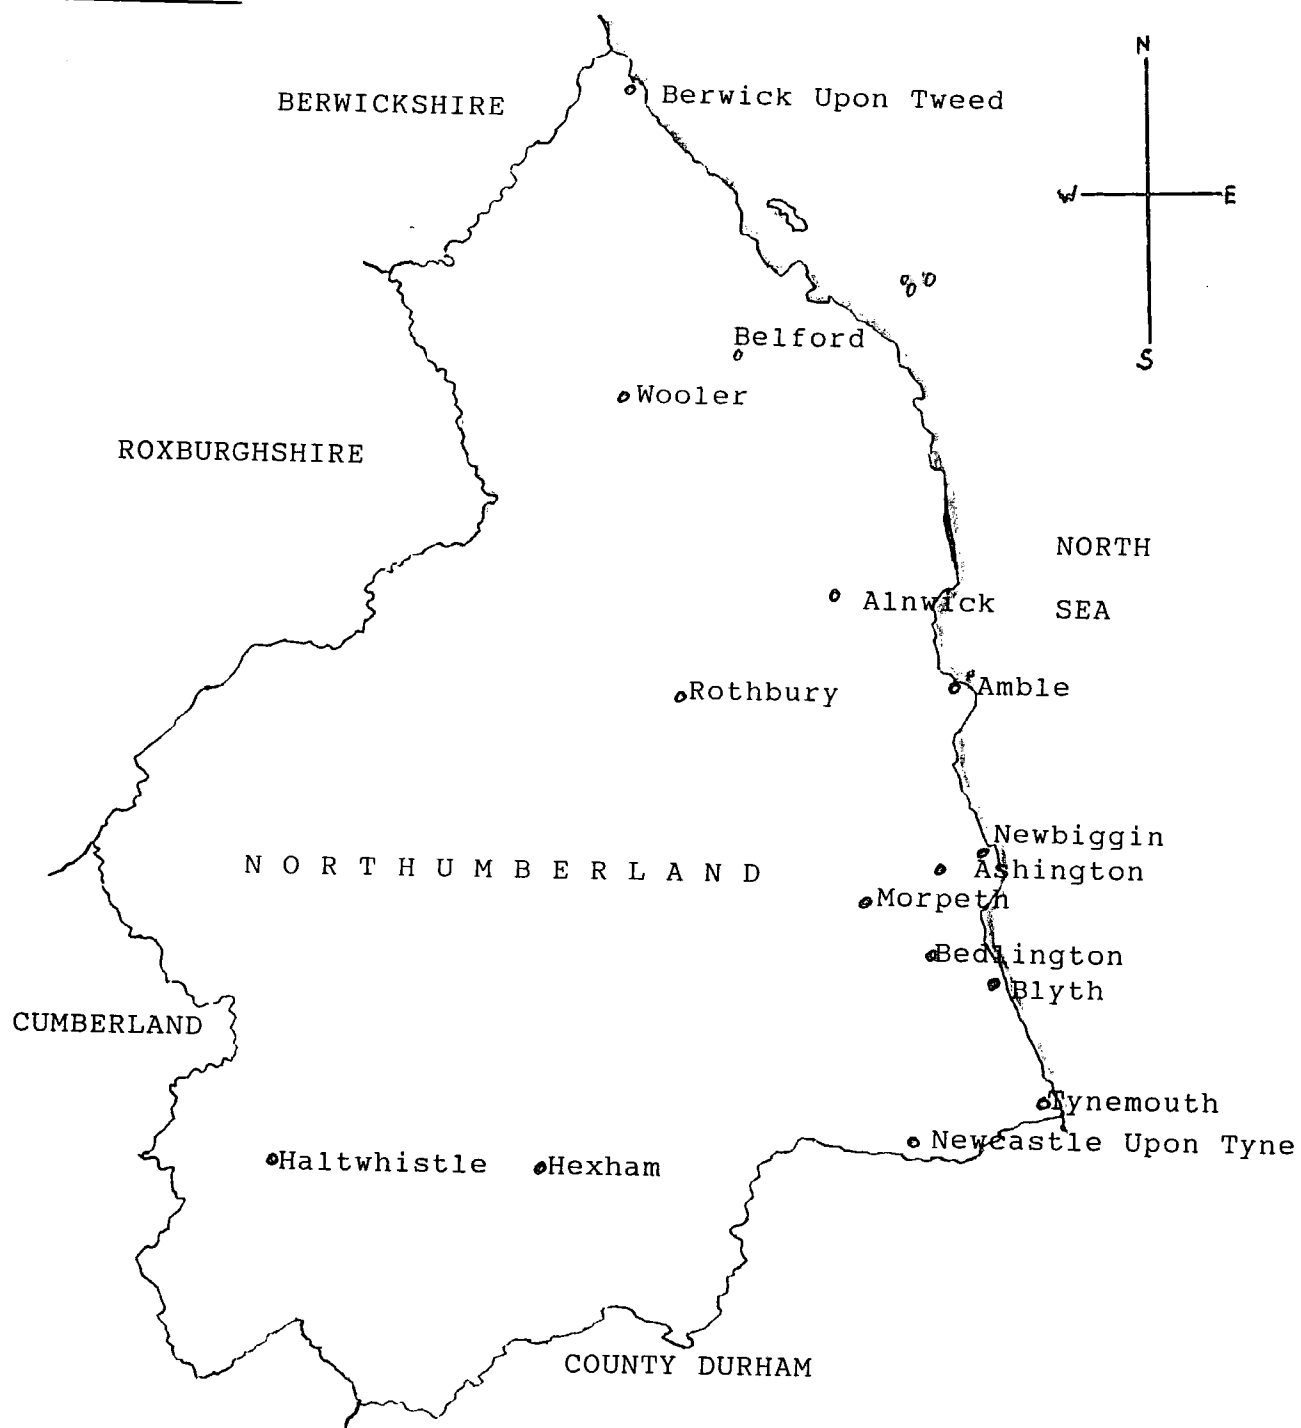 N
BERWICKSHIRE
Berwick Upon Tweed
W
E
Belford
S
Wooler
ROXBURGHSHIRE
NORTH
Alnwick
SEA
Rothbury
Amble
Newbiggin
NORTHUMBERLAND
Ashington
Morpeth
Bedlington
Blyth
CUMBERLAND
Tynemouth
Newcastle Upon Tyne
Haltwhistle
Hexham
COUNTY DURHAM